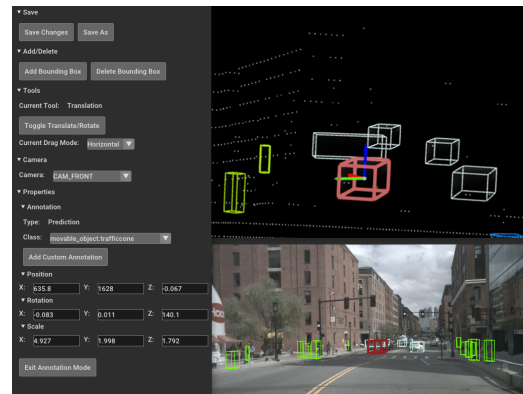 ▼ Save
Save Changes Save As
▼ Add/Delete
Add Bounding Box Delete Bounding Box
▼ Tools
Current Tool: Translation
Toggle Translate/Rotate
Current Drag Mode: Horizontal ▼
▼ Camera
Camera: CAM_FRONT ▼
▼ Properties
▼ Annotation
Type: Prediction
Class: movable_object.trafficcone ▼
Add Custom Annotation
▼ Position
X: 635.8 Y: 1628 Z: -0.067
▼ Rotation
X: -0.083 Y: 0.011 Z: 140.1
▼ Scale
X: 4.927 Y: 1.998 Z: 1.792
Exit Annotation Mode